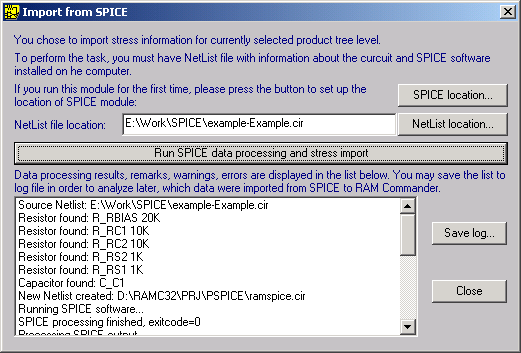 Import from SPICE
You chose to import stress information for currently selected product tree level.
To perform the task, you must have NetList file with information about the curcuit and SPICE software
installed on he computer.
If you run this module for the first time, please press the button to set up the
location of SPICE module:
SPICE location...
NetList file location:
E:\Work\SPICE\example-Example.cir
NetList location...
Run SPICE data processing and stress import
Data processing results, remarks, warnings, errors are displayed in the list below. You may save the list to
log file in order to analyze later, which data were imported from SPICE to RAM Commander.
Source Netlist: E:\Work\SPICE\example-Example.cir
Resistor found: R_RBIAS 20K
Resistor found: R_RC1 10K
Resistor found: R_RC2 10K
Resistor found: R_RS2 1K
Resistor found: R_RS1 1K
Capacitor found: C_C1
New Netlist created: D:\RAMC32\PRJ\PSPICE\ramspice.cir
Running SPICE software...
SPICE processing finished, exitcode=0
Processing SPICE output
Save log...
Close